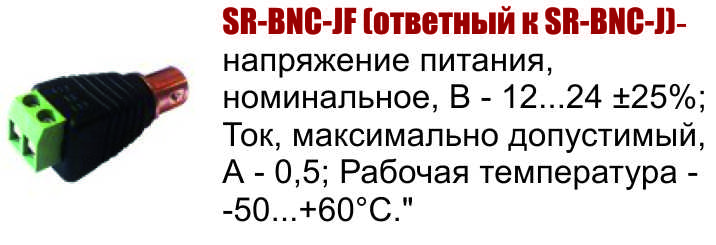 SR-BNC-JF (ответный к SR-BNC-J)-
напряжение питания,
номинальное, В - 12...24 ±25%;
Ток, максимально допустимый,
А - 0,5; Рабочая температура -
-50...+60°С."